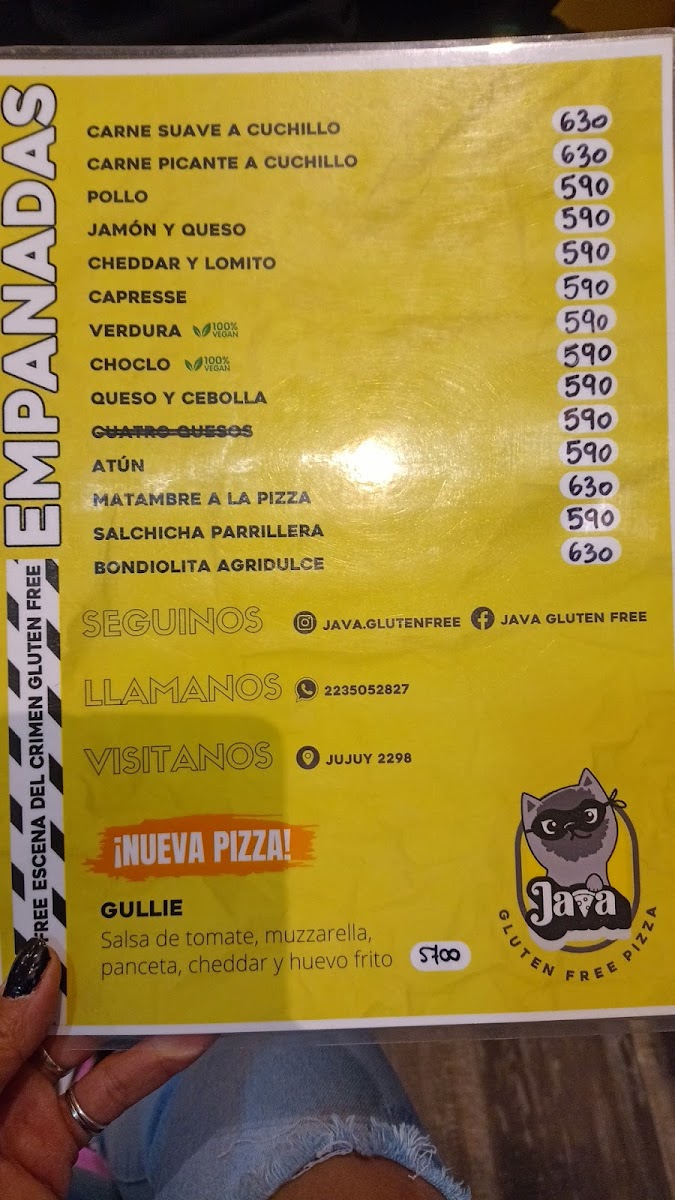 EMPANADAS
CARNE SUAVE A CUCHILLO 630
CARNE PICANTE A CUCHILLO 630
POLLO 590
JAMÓN Y QUESO 590
CHEDDAR Y LOMITO 590
CAPRESSE 590
VERDURA 100% VEGAN 590
CHOCLO 100% VEGAN 590
QUESO Y CEBOLLA 590
CUATRO QUESOS 590
ATÚN 590
MATAMBRE A LA PIZZA 630
SALCHICHA PARRILLERA 590
BONDIOLITA AGRIDULCE 630
FREE ESCENA DEL CRIMEN GLUTEN FREE
SEGUINOS JAVA.GLUTENFREE JAVA GLUTEN FREE
LLAMANOS 2235052827
VISITANOS JUJUY 2298
¡NUEVA PIZZA!
GULLIE
Salsa de tomate, muzzarella,
panceta, cheddar y huevo frito 5700
Java
GLUTEN FREE PIZZA